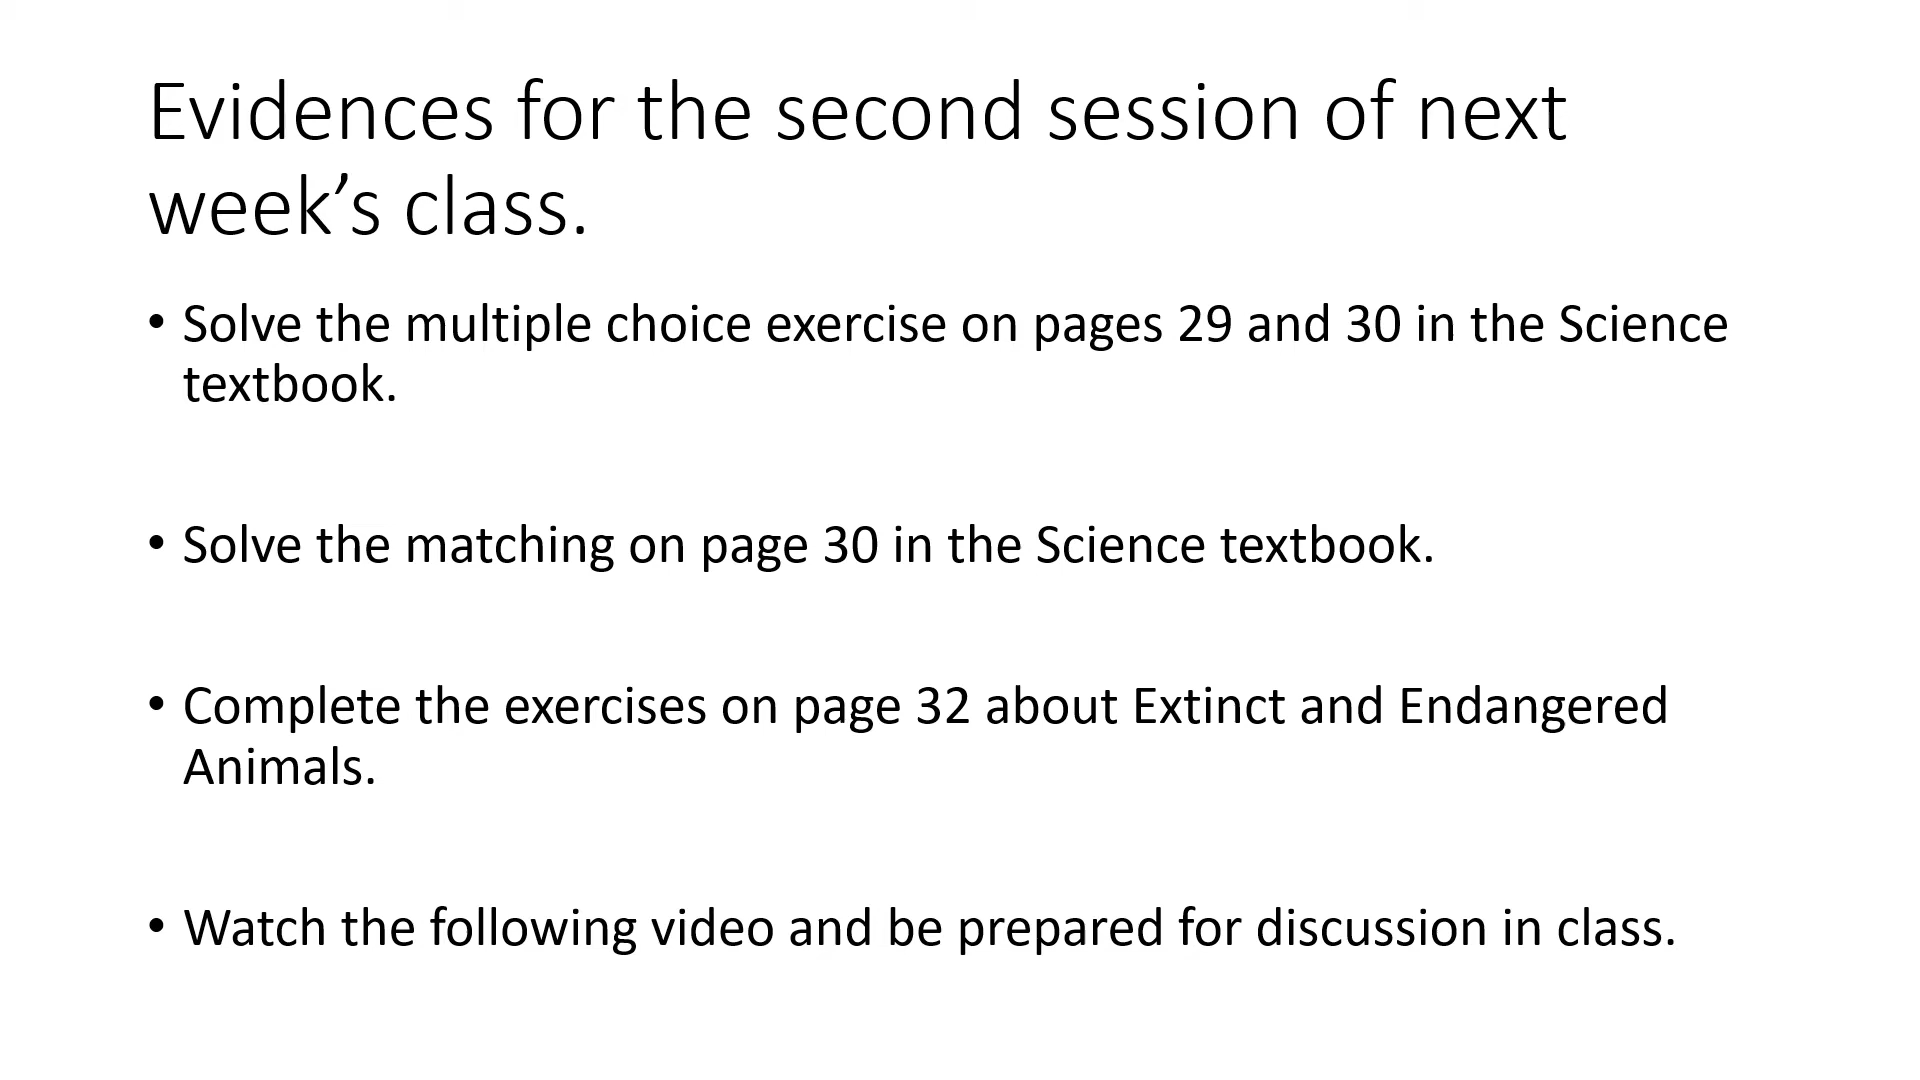 Evidences for the second session of next
week’s class.
• Solve the multiple choice exercise on pages 29 and 30 in the Science
textbook.
• Solve the matching on page 30 in the Science textbook.
• Complete the exercises on page 32 about Extinct and Endangered
Animals.
• Watch the following video and be prepared for discussion in class.